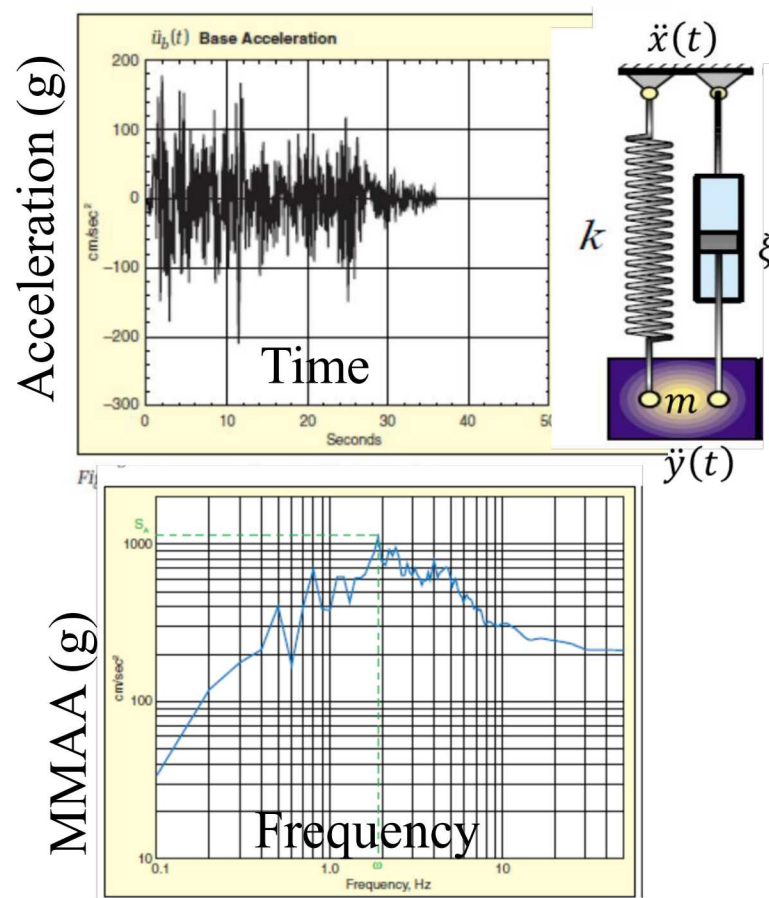 ü_b(t) Base Acceleration
Acceleration (g)
cm/sec²
200
100
0
−100
−200
−300
0
10
20
30
40
50
Time
Seconds
ẍ(t)
k
ξ
m
ÿ(t)
Fig
MMAA (g)
cm/sec²
S_A
1000
100
10
0.1
1.0
10
ω
Frequency
Frequency, Hz